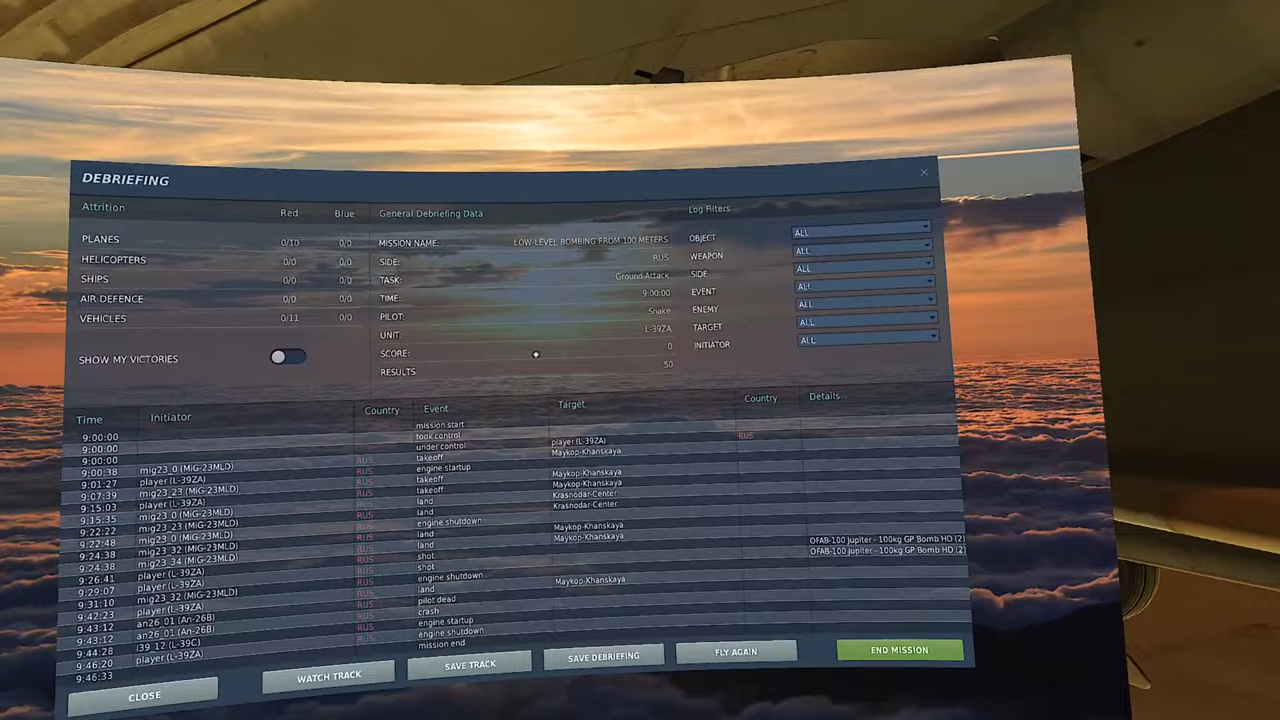 DEBRIEFING ×
Attrition Red Blue General Debriefing Data Log Filters
PLANES 0/10 0/0 MISSION NAME: LOW-LEVEL BOMBING FROM 100 METERS OBJECT ALL
HELICOPTERS 0/0 0/0 SIDE: RUS WEAPON ALL
SHIPS 0/0 0/0 TASK: Ground Attack SIDE ALL
AIR DEFENCE 0/0 0/0 TIME: 9:00:00 EVENT ALL
VEHICLES 0/11 0/0 PILOT: Snake ENEMY ALL
UNIT: L-39ZA TARGET ALL
SHOW MY VICTORIES SCORE: 0 INITIATOR ALL
RESULTS 50
Time Initiator Country Event Target Country Details
9:00:00 mission start
9:00:00 took control
9:00:00 under control player (L-39ZA) RUS
9:00:38 mig23_0 (MiG-23MLD) RUS takeoff Maykop-Khanskaya
9:01:27 player (L-39ZA) RUS engine startup
9:07:39 mig23_23 (MiG-23MLD) RUS takeoff Maykop-Khanskaya
9:15:03 player (L-39ZA) RUS takeoff Maykop-Khanskaya
9:15:35 mig23_0 (MiG-23MLD) RUS land Krasnodar-Center
9:22:22 mig23_23 (MiG-23MLD) RUS land Krasnodar-Center
9:22:48 mig23_0 (MiG-23MLD) RUS engine shutdown
9:24:38 mig23_32 (MiG-23MLD) RUS land Maykop-Khanskaya
9:24:38 mig23_34 (MiG-23MLD) RUS land Maykop-Khanskaya
9:26:41 player (L-39ZA) RUS shot OFAB-100 Jupiter - 100kg GP Bomb HD (2)
9:29:07 player (L-39ZA) RUS shot OFAB-100 Jupiter - 100kg GP Bomb HD (2)
9:31:10 mig23_32 (MiG-23MLD) RUS engine shutdown
9:42:23 player (L-39ZA) RUS land Maykop-Khanskaya
9:43:12 an26_01 (An-26B) RUS pilot dead
9:43:12 an26_01 (An-26B) RUS crash
9:44:28 l39_12 (L-39C) RUS engine startup
9:46:20 player (L-39ZA) RUS engine shutdown
9:46:33 mission end
CLOSE WATCH TRACK SAVE TRACK SAVE DEBRIEFING FLY AGAIN END MISSION